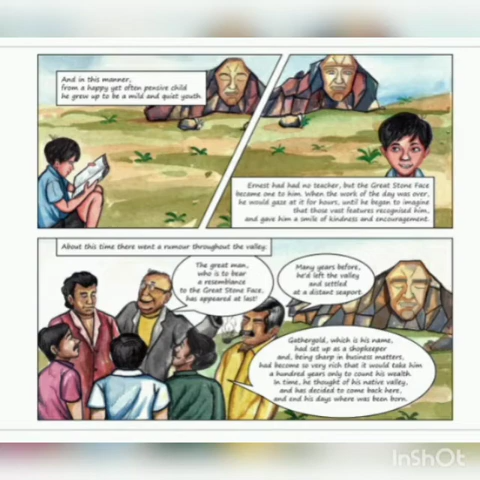 And in this manner,
from a happy yet often pensive child
he grew up to be a mild and quiet youth.
Ernest had had no teacher, but the Great Stone Face
became one to him. When the work of the day was over,
he would gaze at it for hours, until he began to imagine
that those vast features recognised him,
and gave him a smile of kindness and encouragement.
About this time there went a rumour throughout the valley.
The great man,
who is to bear
a resemblance
to the Great Stone Face,
has appeared at last!
Many years before,
he'd left the valley
and settled
at a distant seaport.
Gathergold, which is his name,
had set up as a shopkeeper
and, being sharp in business matters,
had become so very rich that it would take him
a hundred years only to count his wealth.
In time, he thought of his native valley,
and has decided to come back here,
and end his days where was been born.
InShOt